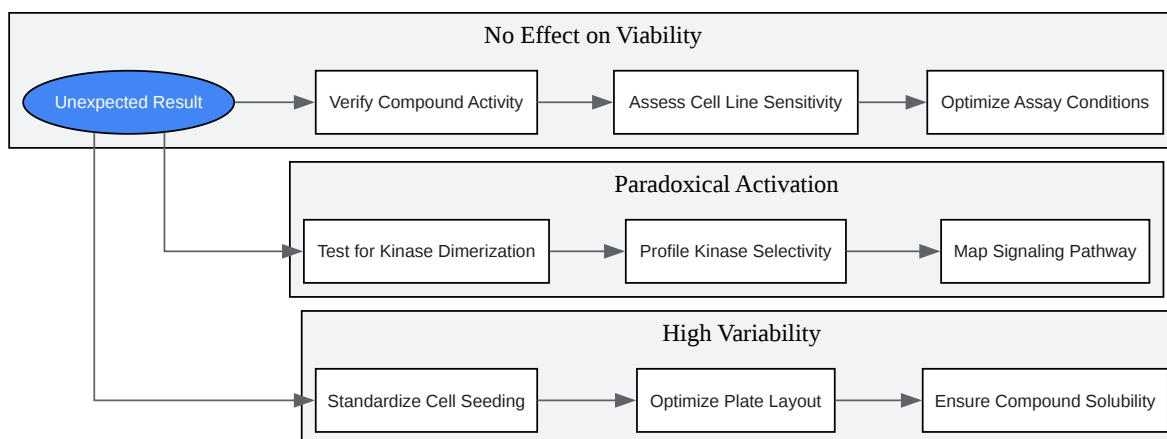 No Effect on Viability
Unexpected Result
Verify Compound Activity
Assess Cell Line Sensitivity
Optimize Assay Conditions
Paradoxical Activation
Test for Kinase Dimerization
Profile Kinase Selectivity
Map Signaling Pathway
High Variability
Standardize Cell Seeding
Optimize Plate Layout
Ensure Compound Solubility